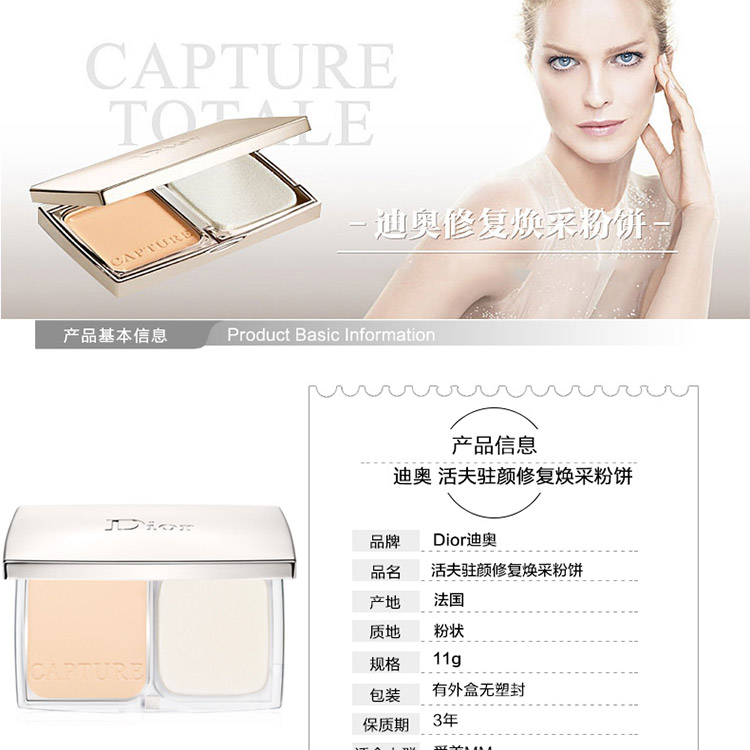 CAPTURE
TOTALE
CAPTURE
–迪奥修复焕采粉饼–
产品基本信息 Product Basic Information
产品信息
迪奥 活夫驻颜修复焕采粉饼
Dior
CAPTURE
品牌 Dior迪奥
品名 活夫驻颜修复焕采粉饼
产地 法国
质地 粉状
规格 11g
包装 有外盒无塑封
保质期 3年